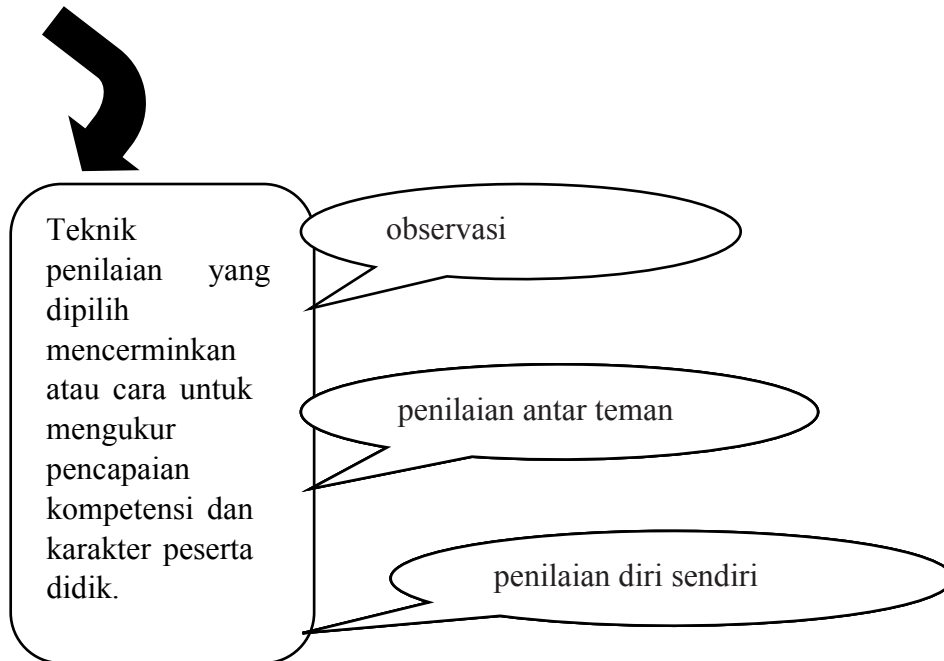 Teknik
penilaian yang
dipilih
mencerminkan
atau cara untuk
mengukur
pencapaian
kompetensi dan
karakter peserta
didik.
observasi
penilaian antar teman
penilaian diri sendiri